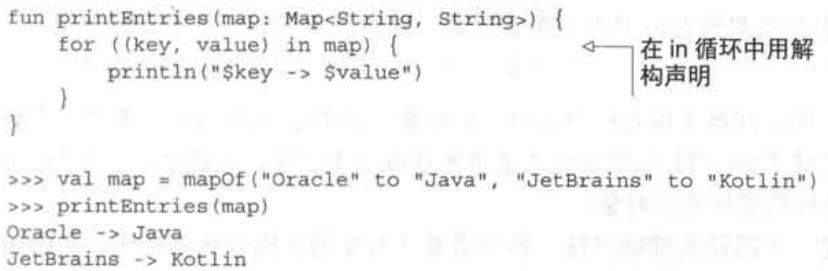 fun printEntries(map: Map<String, String>) {
    for ((key, value) in map) {
        println("$key -> $value")
    }
}
在 in 循环中用解
构声明
>>> val map = mapOf("Oracle" to "Java", "JetBrains" to "Kotlin")
>>> printEntries(map)
Oracle -> Java
JetBrains -> Kotlin